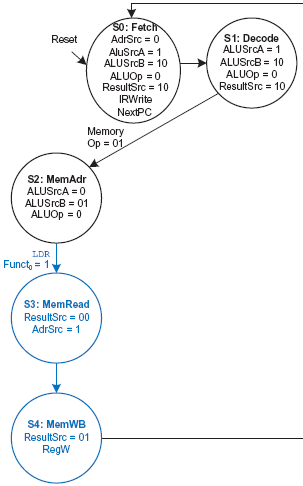 Reset
S0: Fetch
AdrSrc = 0
AluSrcA = 1
ALUSrcB = 10
ALUOp = 0
ResultSrc = 10
IRWrite
NextPC
S1: Decode
ALUSrcA = 1
ALUSrcB = 10
ALUOp = 0
ResultSrc = 10
Memory
Op = 01
S2: MemAdr
ALUSrcA = 0
ALUSrcB = 01
ALUOp = 0
LDR
Funct₀ = 1
S3: MemRead
ResultSrc = 00
AdrSrc = 1
S4: MemWB
ResultSrc = 01
RegW